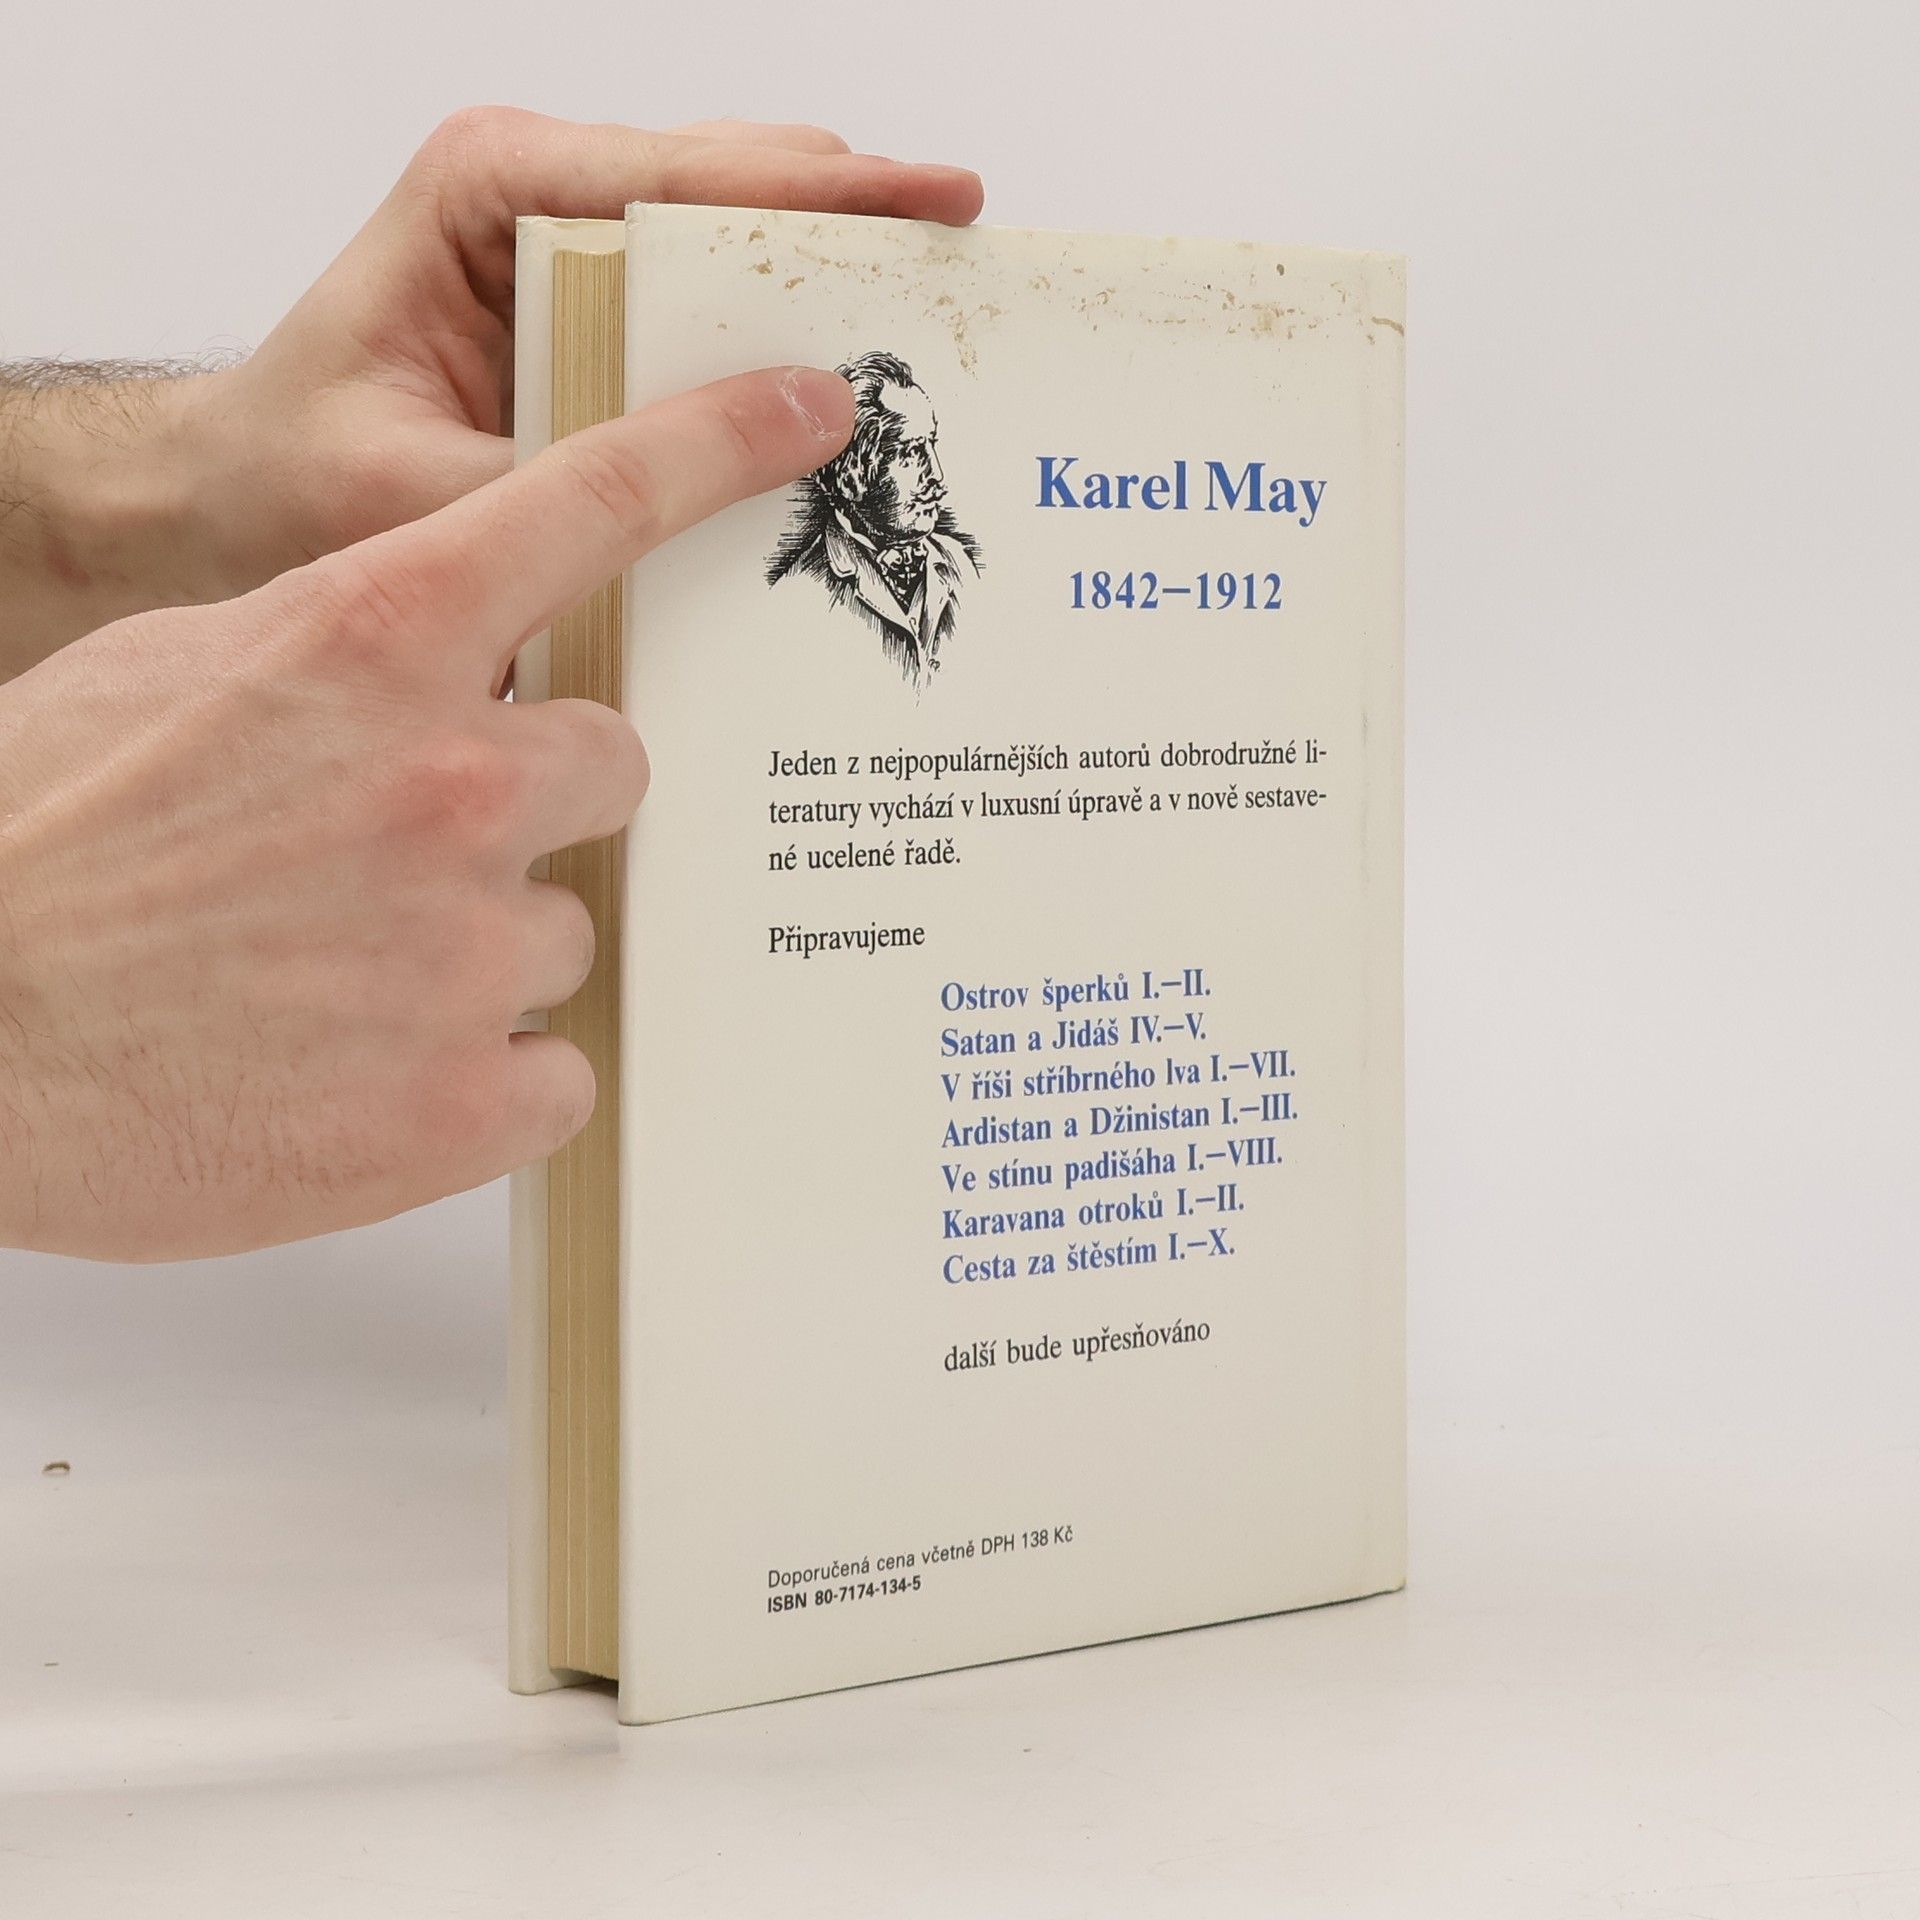 Karel May
1842–1912
Jeden z nejpopulárnějších autorů dobrodružné li-
teratury vychází v luxusní úpravě a v nově sestave-
né ucelené řadě.
Připravujeme
Ostrov šperků I.–II.
Satan a Jidáš IV.–V.
V říši stříbrného lva I.–VII.
Ardistan a Džinistan I.–III.
Ve stínu padišáha I.–VIII.
Karavana otroků I.–II.
Cesta za štěstím I.–X.
další bude upřesňováno
Doporučená cena včetně DPH 138 Kč
ISBN 80-7174-134-5